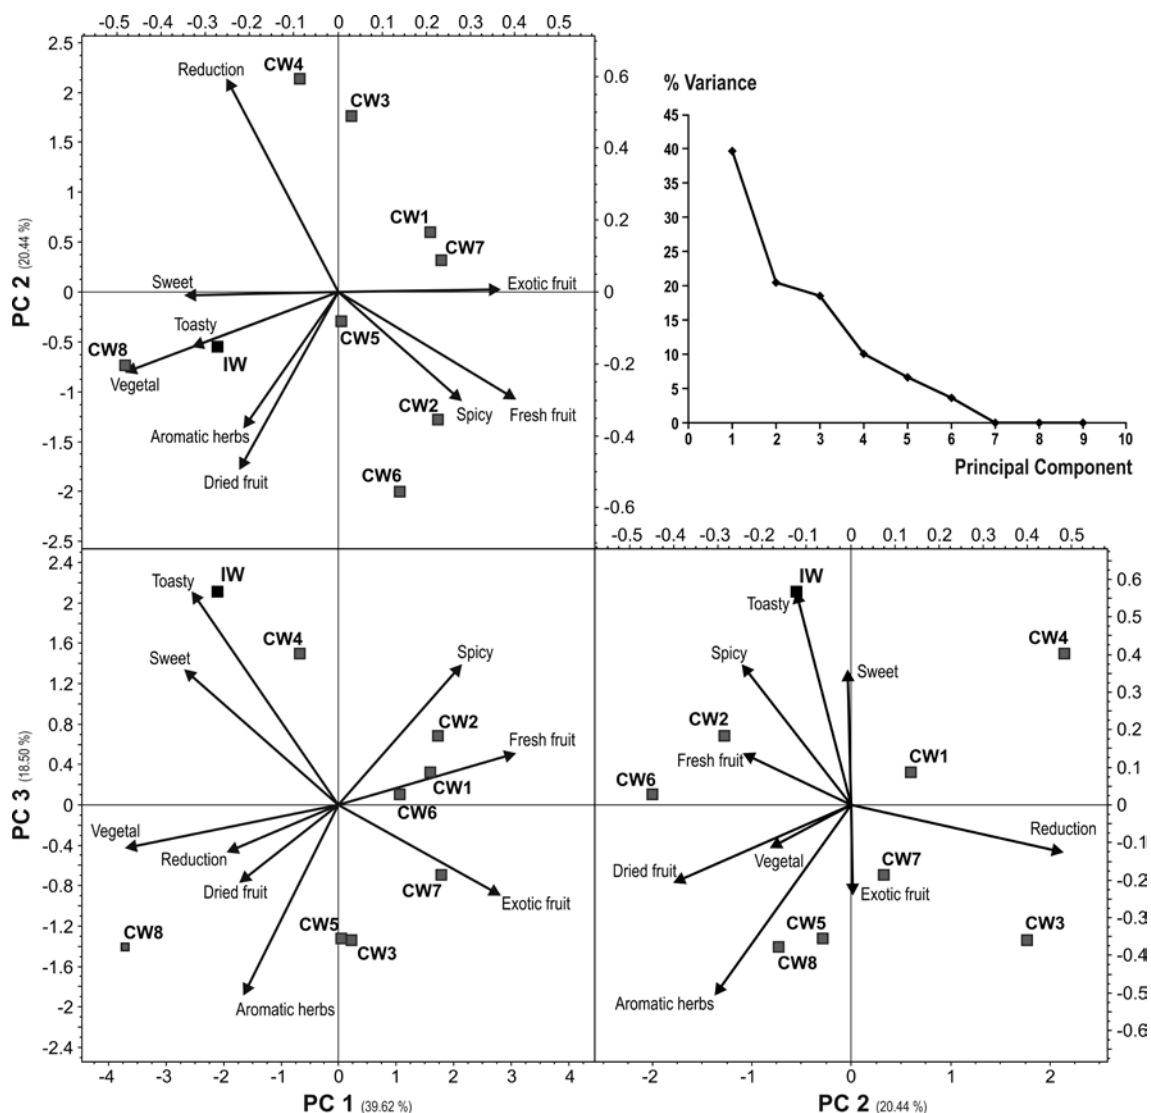 -0.5 -0.4 -0.3 -0.2 -0.1 0 0.1 0.2 0.3 0.4 0.5
2.5
2
1.5
1
0.5
0
-0.5
-1
-1.5
-2
-2.5
PC 2 (20.44 %)
0.6
0.4
0.2
0
-0.2
-0.4
-0.6
Reduction
CW4
CW3
CW1
CW7
Sweet
Exotic fruit
Toasty
CW5
CW8
IW
Vegetal
CW2
Spicy
Fresh fruit
Aromatic herbs
Dried fruit
CW6
% Variance
45
40
35
30
25
20
15
10
5
0
0 1 2 3 4 5 6 7 8 9 10
Principal Component
2.4
2
1.6
1.2
0.8
0.4
0
-0.4
-0.8
-1.2
-1.6
-2
-2.4
PC 3 (18.50 %)
Toasty
IW
CW4
Sweet
Spicy
CW2
Fresh fruit
CW1
CW6
Vegetal
Reduction
Dried fruit
CW7
Exotic fruit
CW8
CW5
CW3
Aromatic herbs
-4 -3 -2 -1 0 1 2 3 4
PC 1 (39.62 %)
-0.5 -0.4 -0.3 -0.2 -0.1 0 0.1 0.2 0.3 0.4 0.5
IW
Toasty
CW4
Spicy
Sweet
CW2
Fresh fruit
CW1
CW6
Reduction
Vegetal
CW7
Dried fruit
Exotic fruit
CW5
CW3
CW8
Aromatic herbs
0.6
0.5
0.4
0.3
0.2
0.1
0
-0.1
-0.2
-0.3
-0.4
-0.5
-0.6
-2 -1 0 1 2
PC 2 (20.44 %)